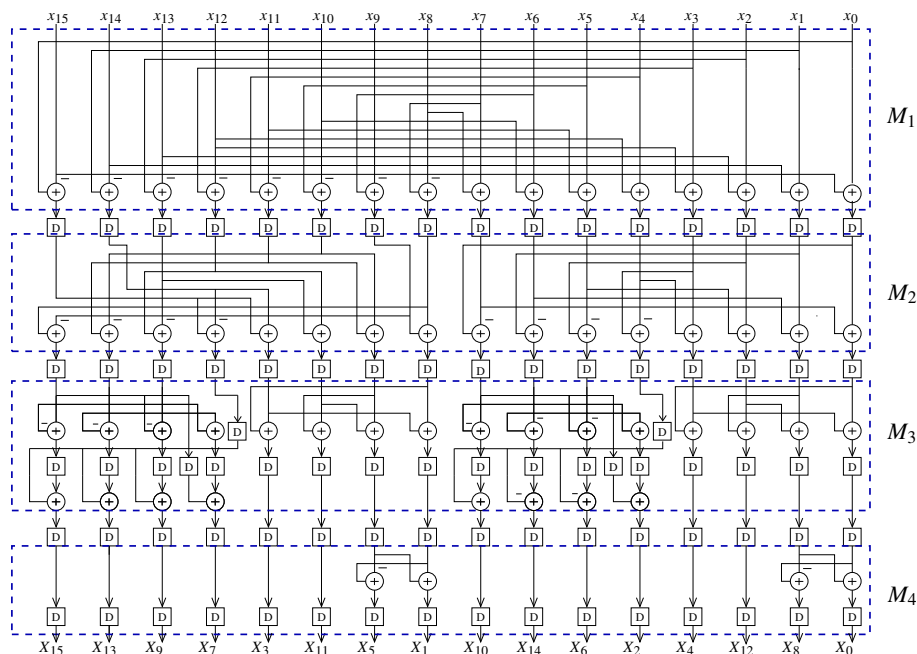 x15 x14 x13 x12 x11 x10 x9 x8 x7 x6 x5 x4 x3 x2 x1 x0
M1
− − − − − − − −
+ + + + + + + + + + + + + + + +
D D D D D D D D D D D D D D D D
M2
− − − − − − − −
+ + + + + + + + + + + + + + + +
D D D D D D D D D D D D D D D D
M3
− − − − − −
+ + + + D + + + + + + + + D + + + +
D D D D D D D D D D D D D D D D D D
− −
+ + + + + + + +
D D D D D D D D D D D D D D D D
M4
− −
+ + + +
D D D D D D D D D D D D D D D D
X15 X13 X9 X7 X3 X11 X5 X1 X10 X14 X6 X2 X4 X12 X8 X0